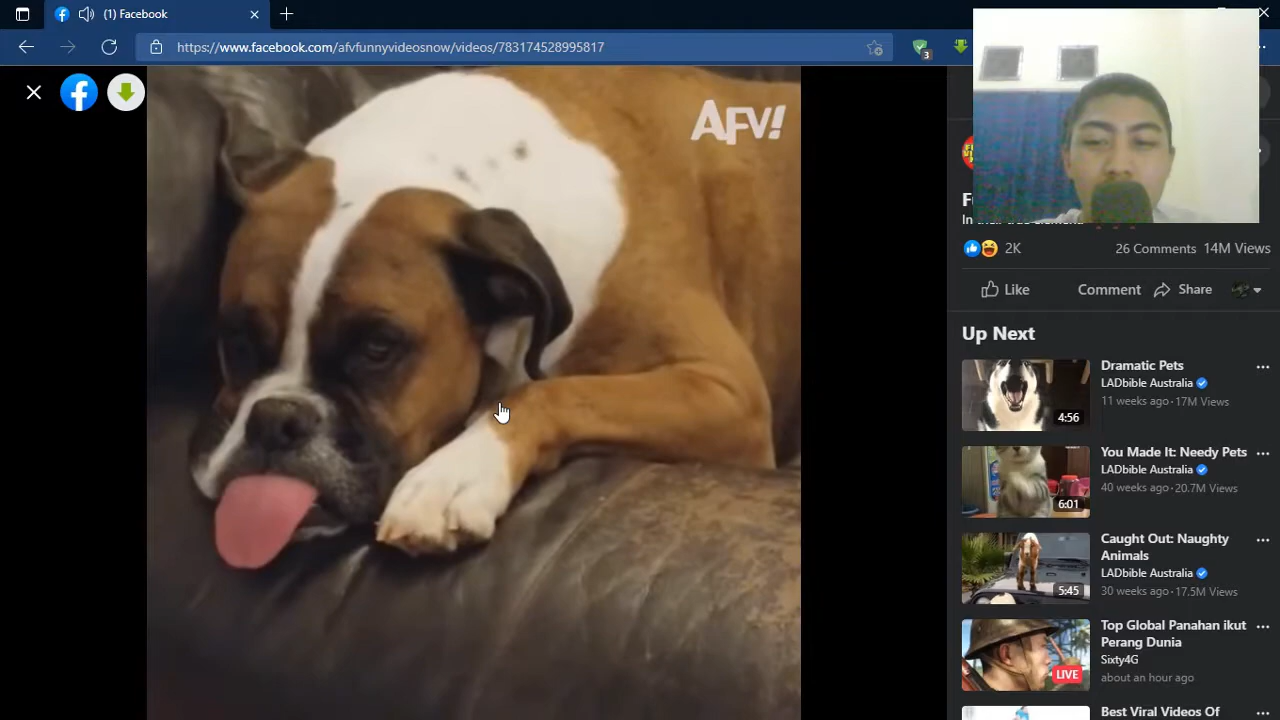 (1) Facebook
https://www.facebook.com/afvfunnyvideosnow/videos/783174528995817
3
AFV!
2K
26 Comments 14M Views
Like
Comment
Share
Up Next
Dramatic Pets
LADbible Australia
11 weeks ago · 17M Views
4:56
You Made It: Needy Pets
LADbible Australia
40 weeks ago · 20.7M Views
6:01
Caught Out: Naughty
Animals
LADbible Australia
30 weeks ago · 17.5M Views
5:45
Top Global Panahan ikut
Perang Dunia
Sixty4G
about an hour ago
LIVE
Best Viral Videos Of